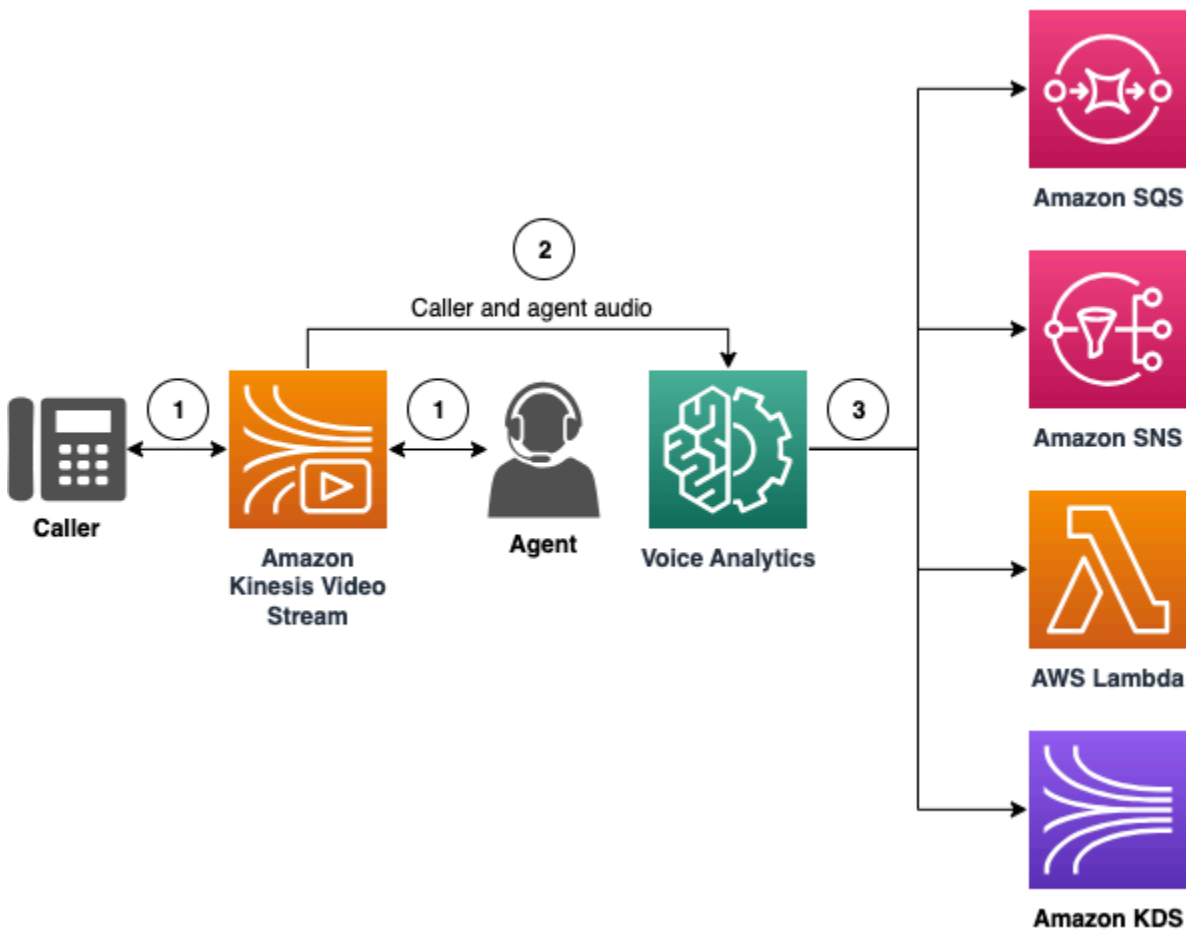 Amazon SQS
2
Caller and agent audio
Amazon SNS
1
1
3
Caller
Agent
Amazon
Kinesis Video
Stream
Voice Analytics
AWS Lambda
Amazon KDS